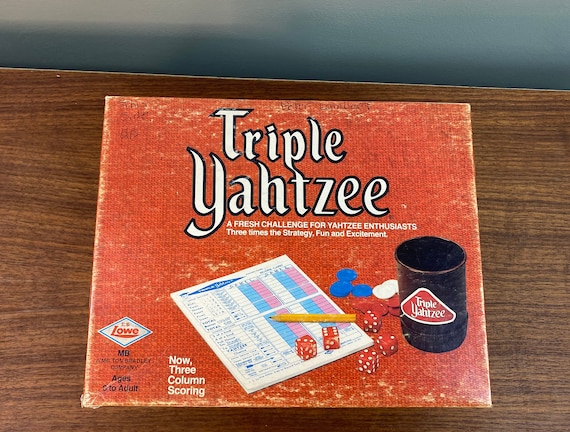 Triple
Yahtzee
A FRESH CHALLENGE FOR YAHTZEE ENTHUSIASTS
Three times the Strategy, Fun and Excitement.
Triple
Yahtzee
Lowe
MB
MILTON BRADLEY
COMPANY
Ages
to Adult
Now,
Three
Column
Scoring